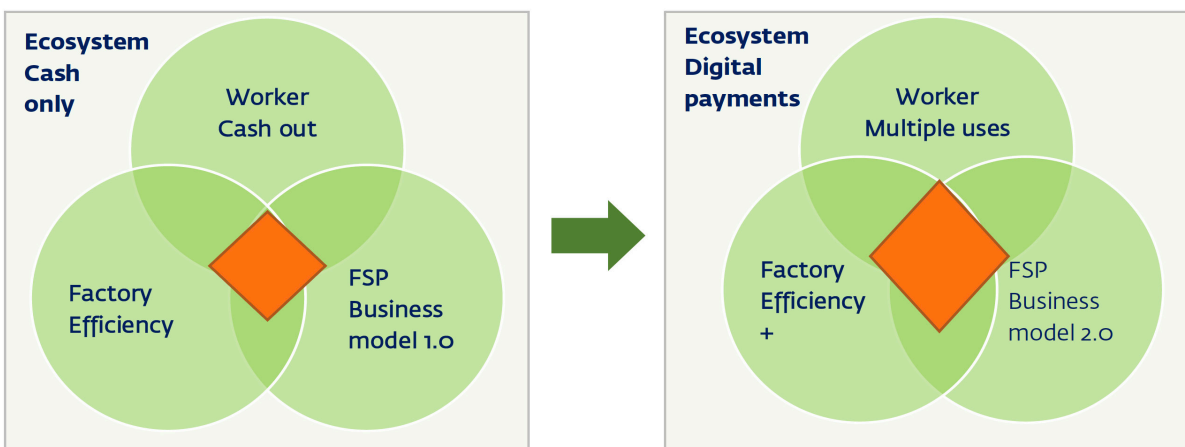 Ecosystem
Cash
only
Worker
Cash out
Factory
Efficiency
FSP
Business
model 1.0
Ecosystem
Digital
payments
Worker
Multiple uses
Factory
Efficiency
+
FSP
Business
model 2.0